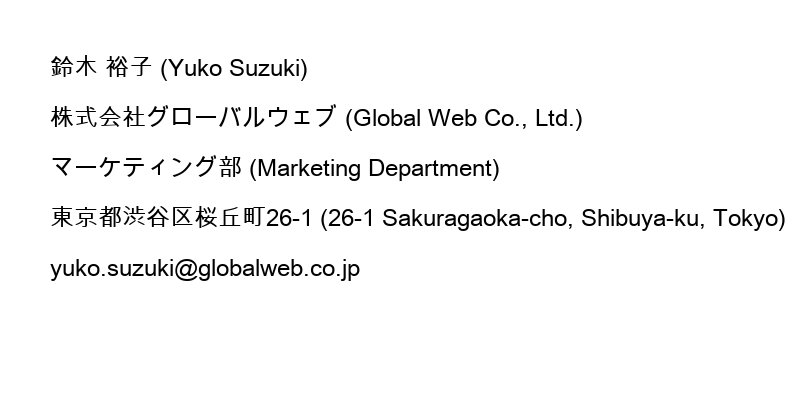 鈴木 裕子 (Yuko Suzuki)
株式会社グローバルウェブ (Global Web Co., Ltd.)
マーケティング部 (Marketing Department)
東京都渋谷区桜丘町26-1 (26-1 Sakuragaoka-cho, Shibuya-ku, Tokyo)
yuko.suzuki@globalweb.co.jp